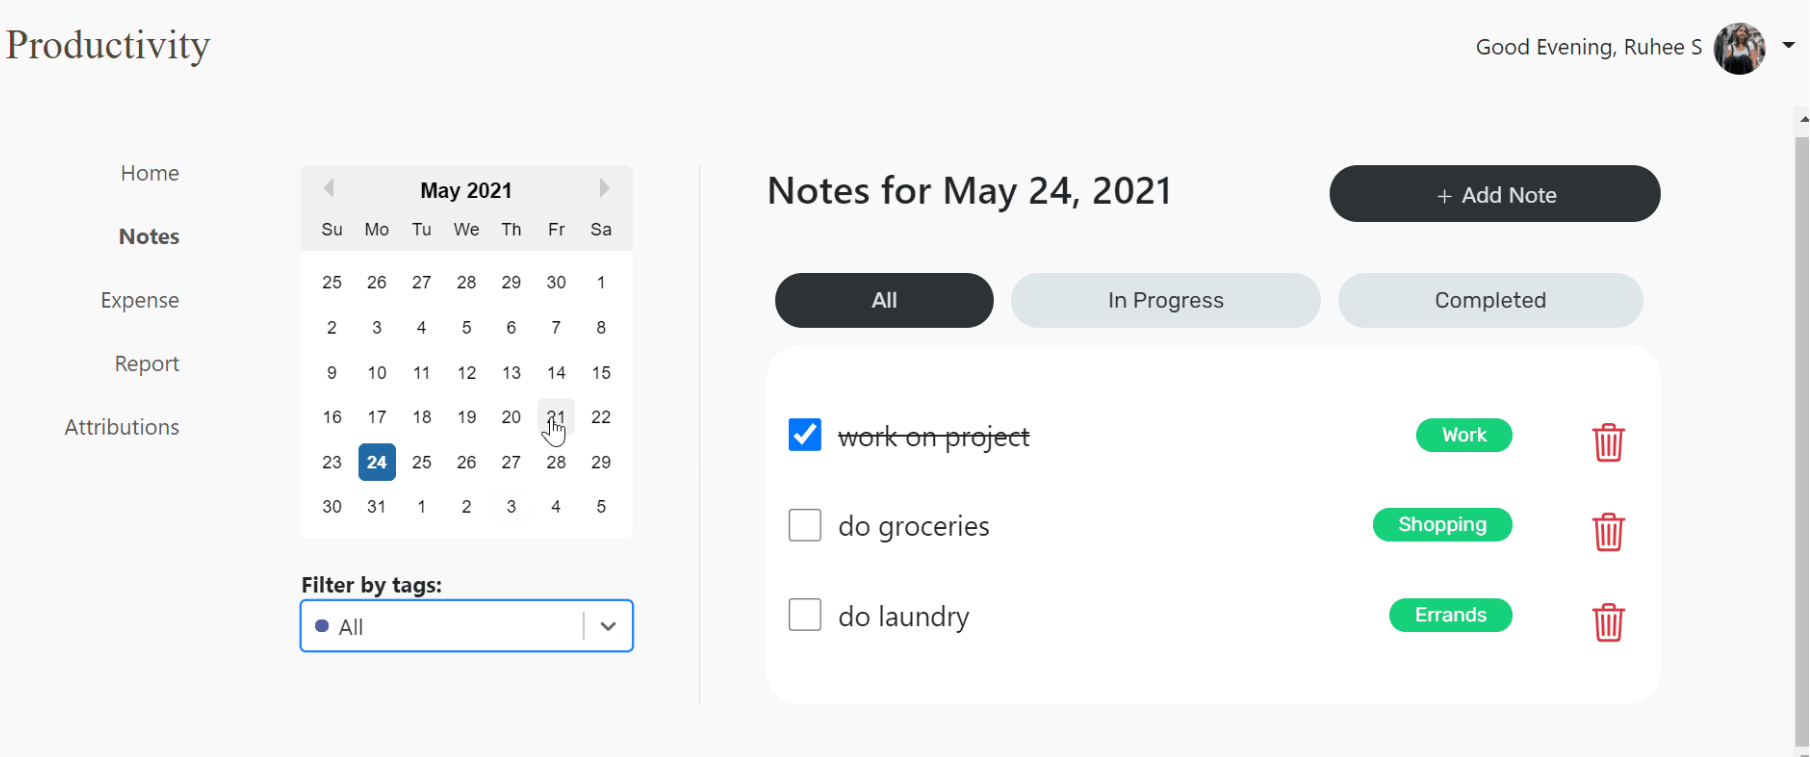 Productivity
Good Evening, Ruhee S
Home
Notes
Expense
Report
Attributions
May 2021
Su Mo Tu We Th Fr Sa
25 26 27 28 29 30 1
2 3 4 5 6 7 8
9 10 11 12 13 14 15
16 17 18 19 20 21 22
23 24 25 26 27 28 29
30 31 1 2 3 4 5
Filter by tags:
All
Notes for May 24, 2021
+ Add Note
All In Progress Completed
work on project Work
do groceries Shopping
do laundry Errands